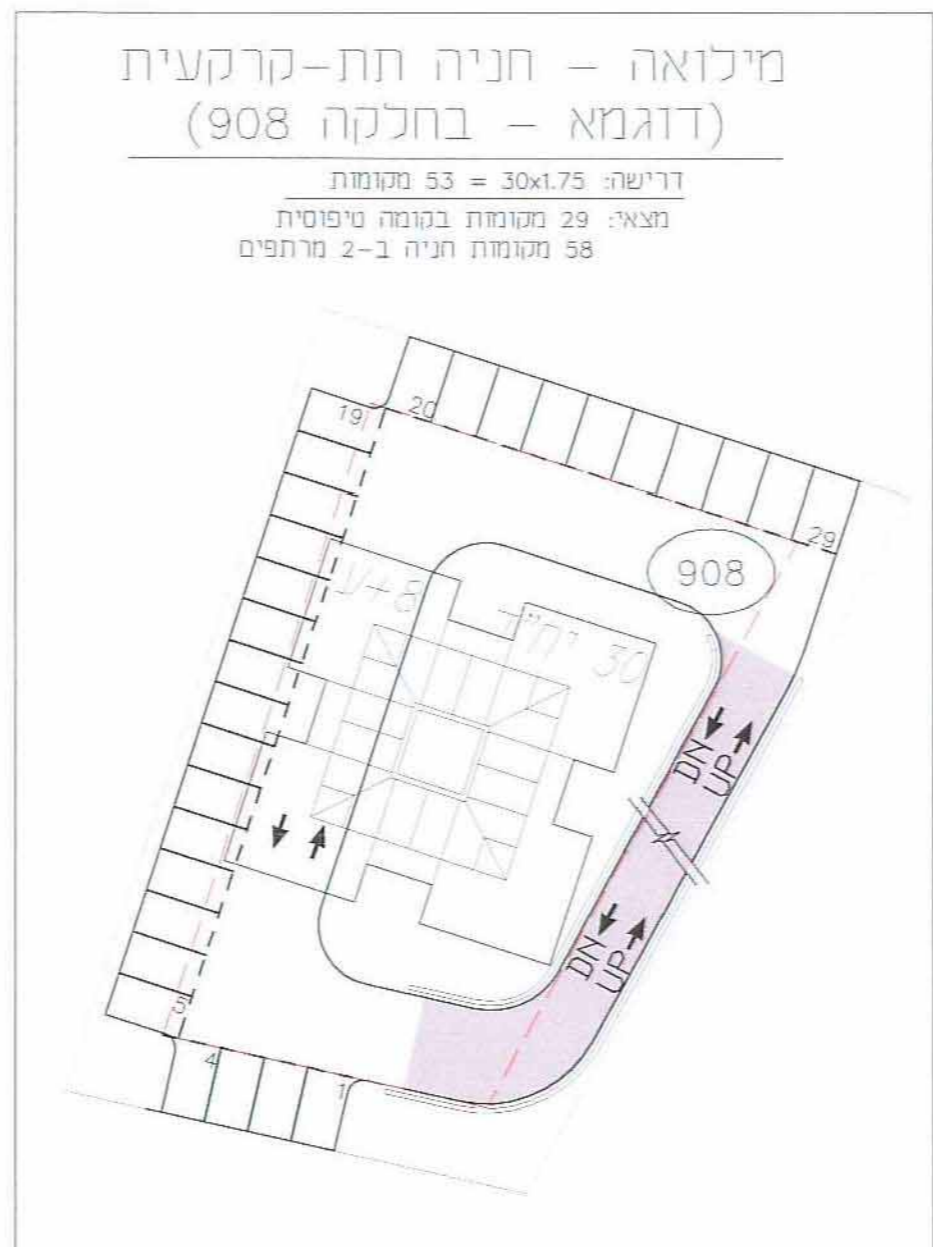 מילואה – חניה תת-קרקעית
(דוגמא – בחלקה 908)
דרישה: 30x1.75 = 53 מקומות
מצאי: 29 מקומות בקומה טיפוסית
58 מקומות חניה ב-2 מרתפים
20
19
29
908
8+ע
30 יח"ד
DN
UP
DN
UP
5
4
1